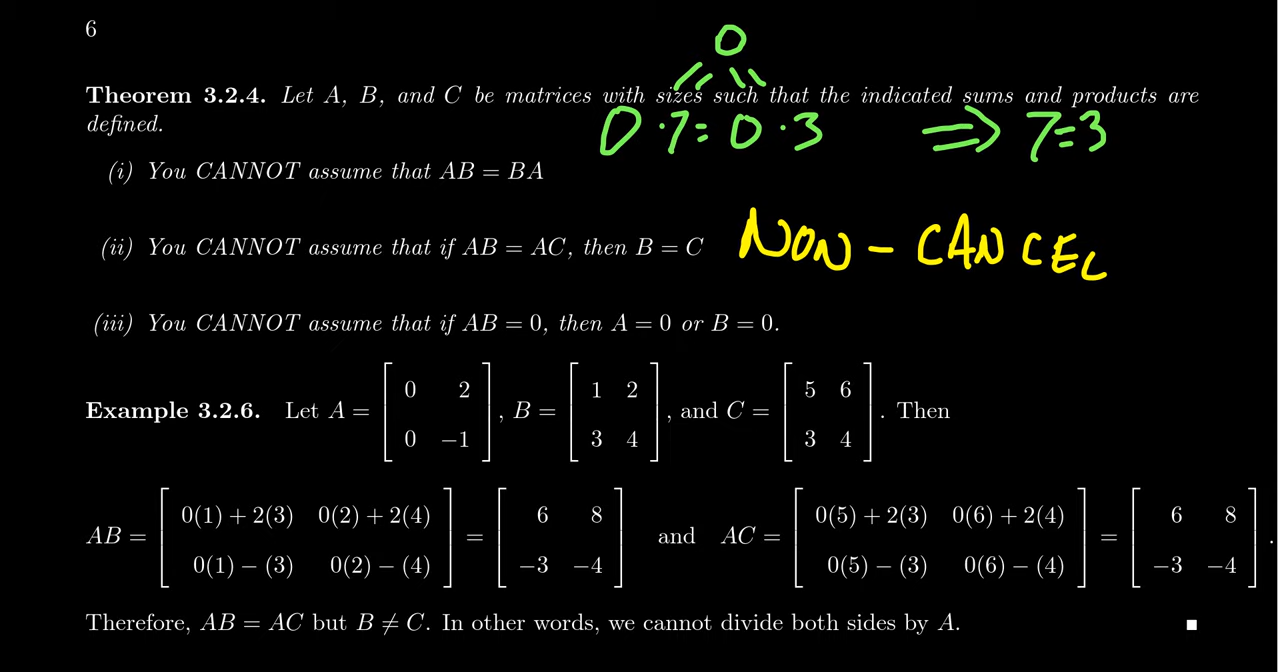 6
0
Theorem 3.2.4. Let A, B, and C be matrices with sizes such that the indicated sums and products are
defined.
0 · 7 = 0 · 3 ⇒ 7 = 3
(i) You CANNOT assume that AB = BA
(ii) You CANNOT assume that if AB = AC, then B = C NON - CANCEL
(iii) You CANNOT assume that if AB = 0, then A = 0 or B = 0.
Example 3.2.6. Let A = [0 2; 0 −1], B = [1 2; 3 4], and C = [5 6; 3 4]. Then
AB = [0(1) + 2(3) 0(2) + 2(4); 0(1) − (3) 0(2) − (4)] = [6 8; −3 −4] and AC = [0(5) + 2(3) 0(6) + 2(4); 0(5) − (3) 0(6) − (4)] = [6 8; −3 −4].
Therefore, AB = AC but B ≠ C. In other words, we cannot divide both sides by A. ■